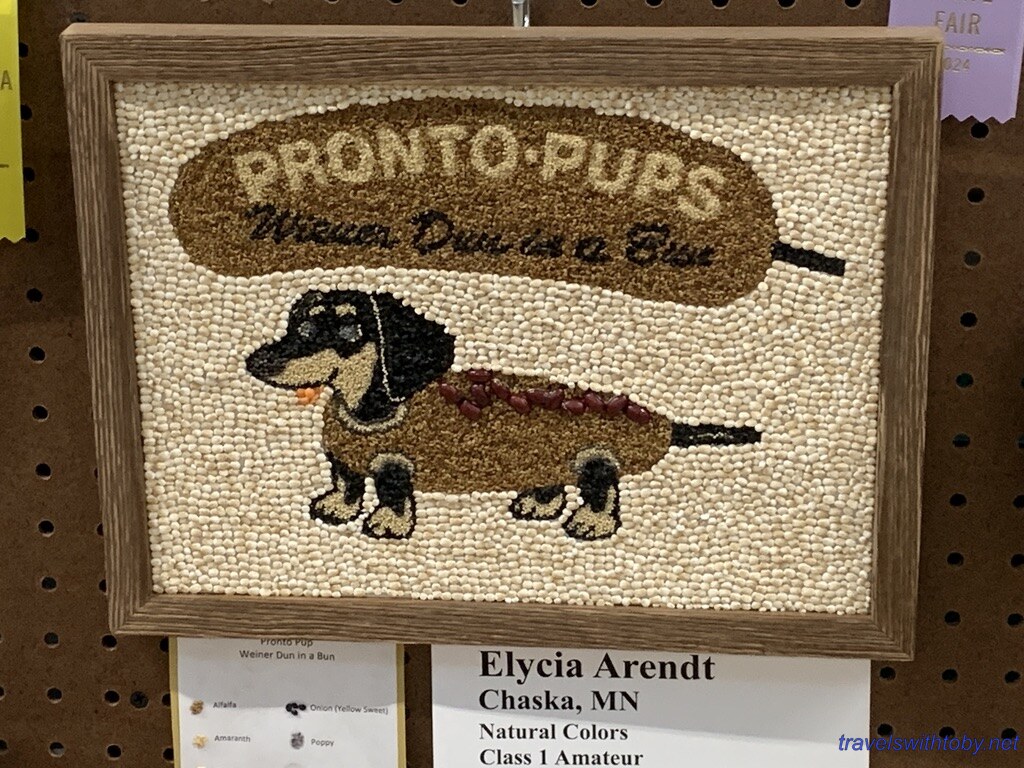 A
FAIR
2024
PRONTO·PUPS
Wiener Dun in a Bun
Pronto Pup
Weiner Dun in a Bun
Alfalfa
Onion (Yellow Sweet)
Amaranth
Poppy
Elycia Arendt
Chaska, MN
Natural Colors
Class 1 Amateur
travelswithtoby.net